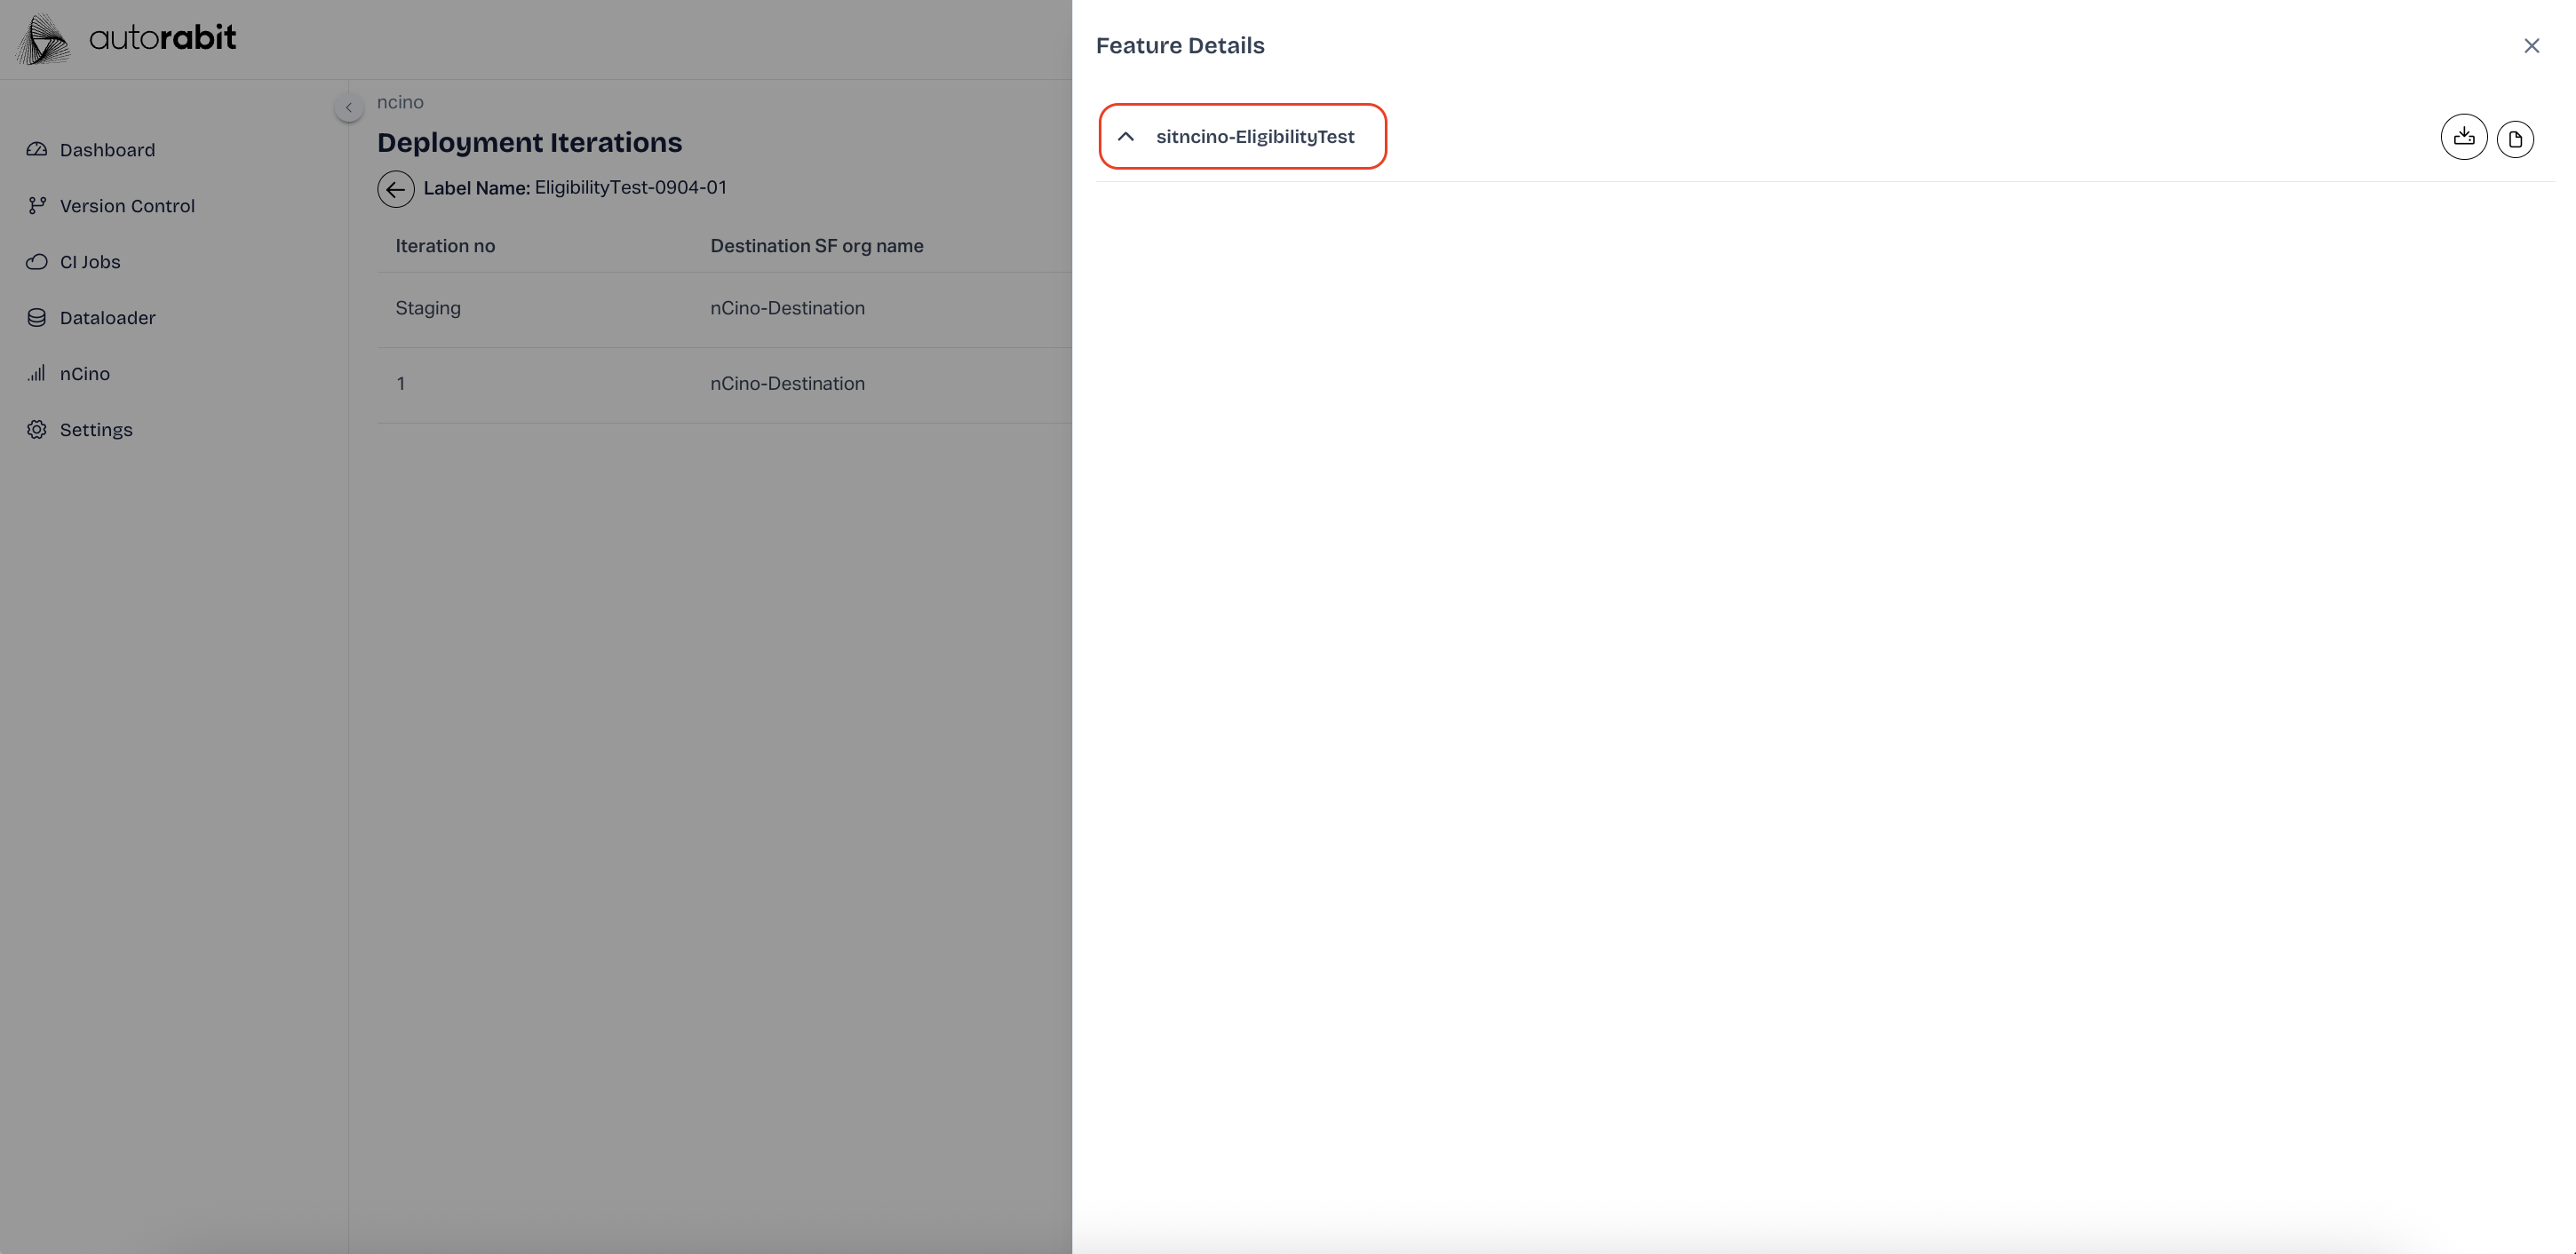 autorabit
Dashboard
Version Control
CI Jobs
Dataloader
nCino
Settings
ncino
Deployment Iterations
Label Name: EligibilityTest-0904-01
Iteration no Destination SF org name
Staging nCino-Destination
1 nCino-Destination
Feature Details
sitncino-EligibilityTest